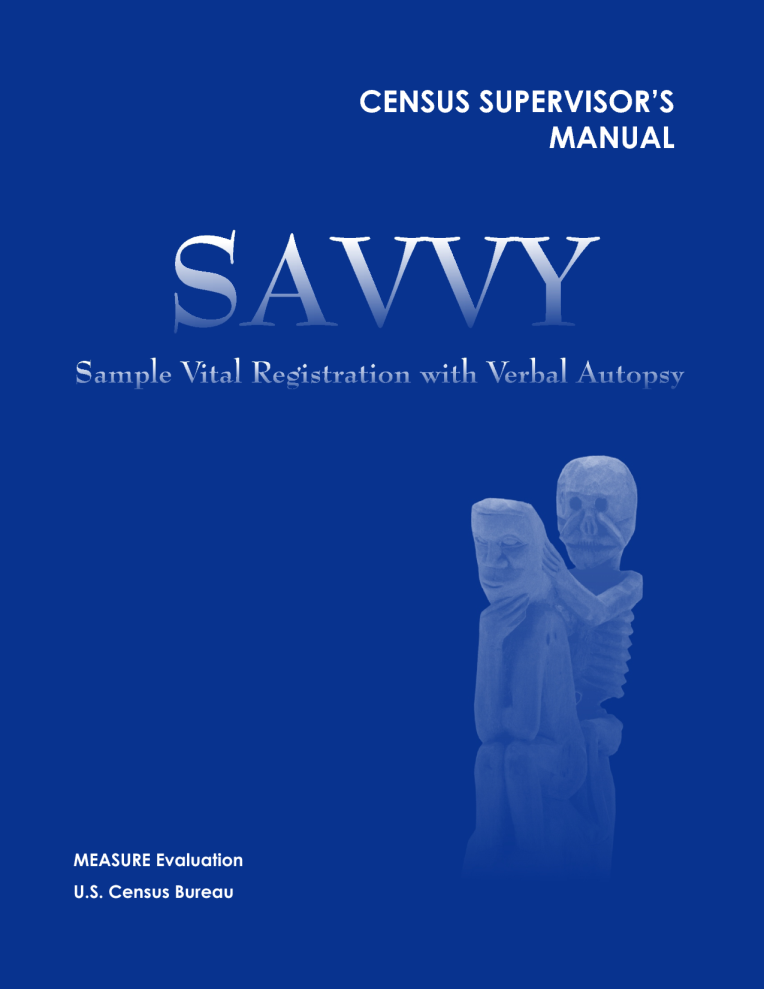 CENSUS SUPERVISOR’S
MANUAL
SAVVY
Sample Vital Registration with Verbal Autopsy
MEASURE Evaluation
U.S. Census Bureau